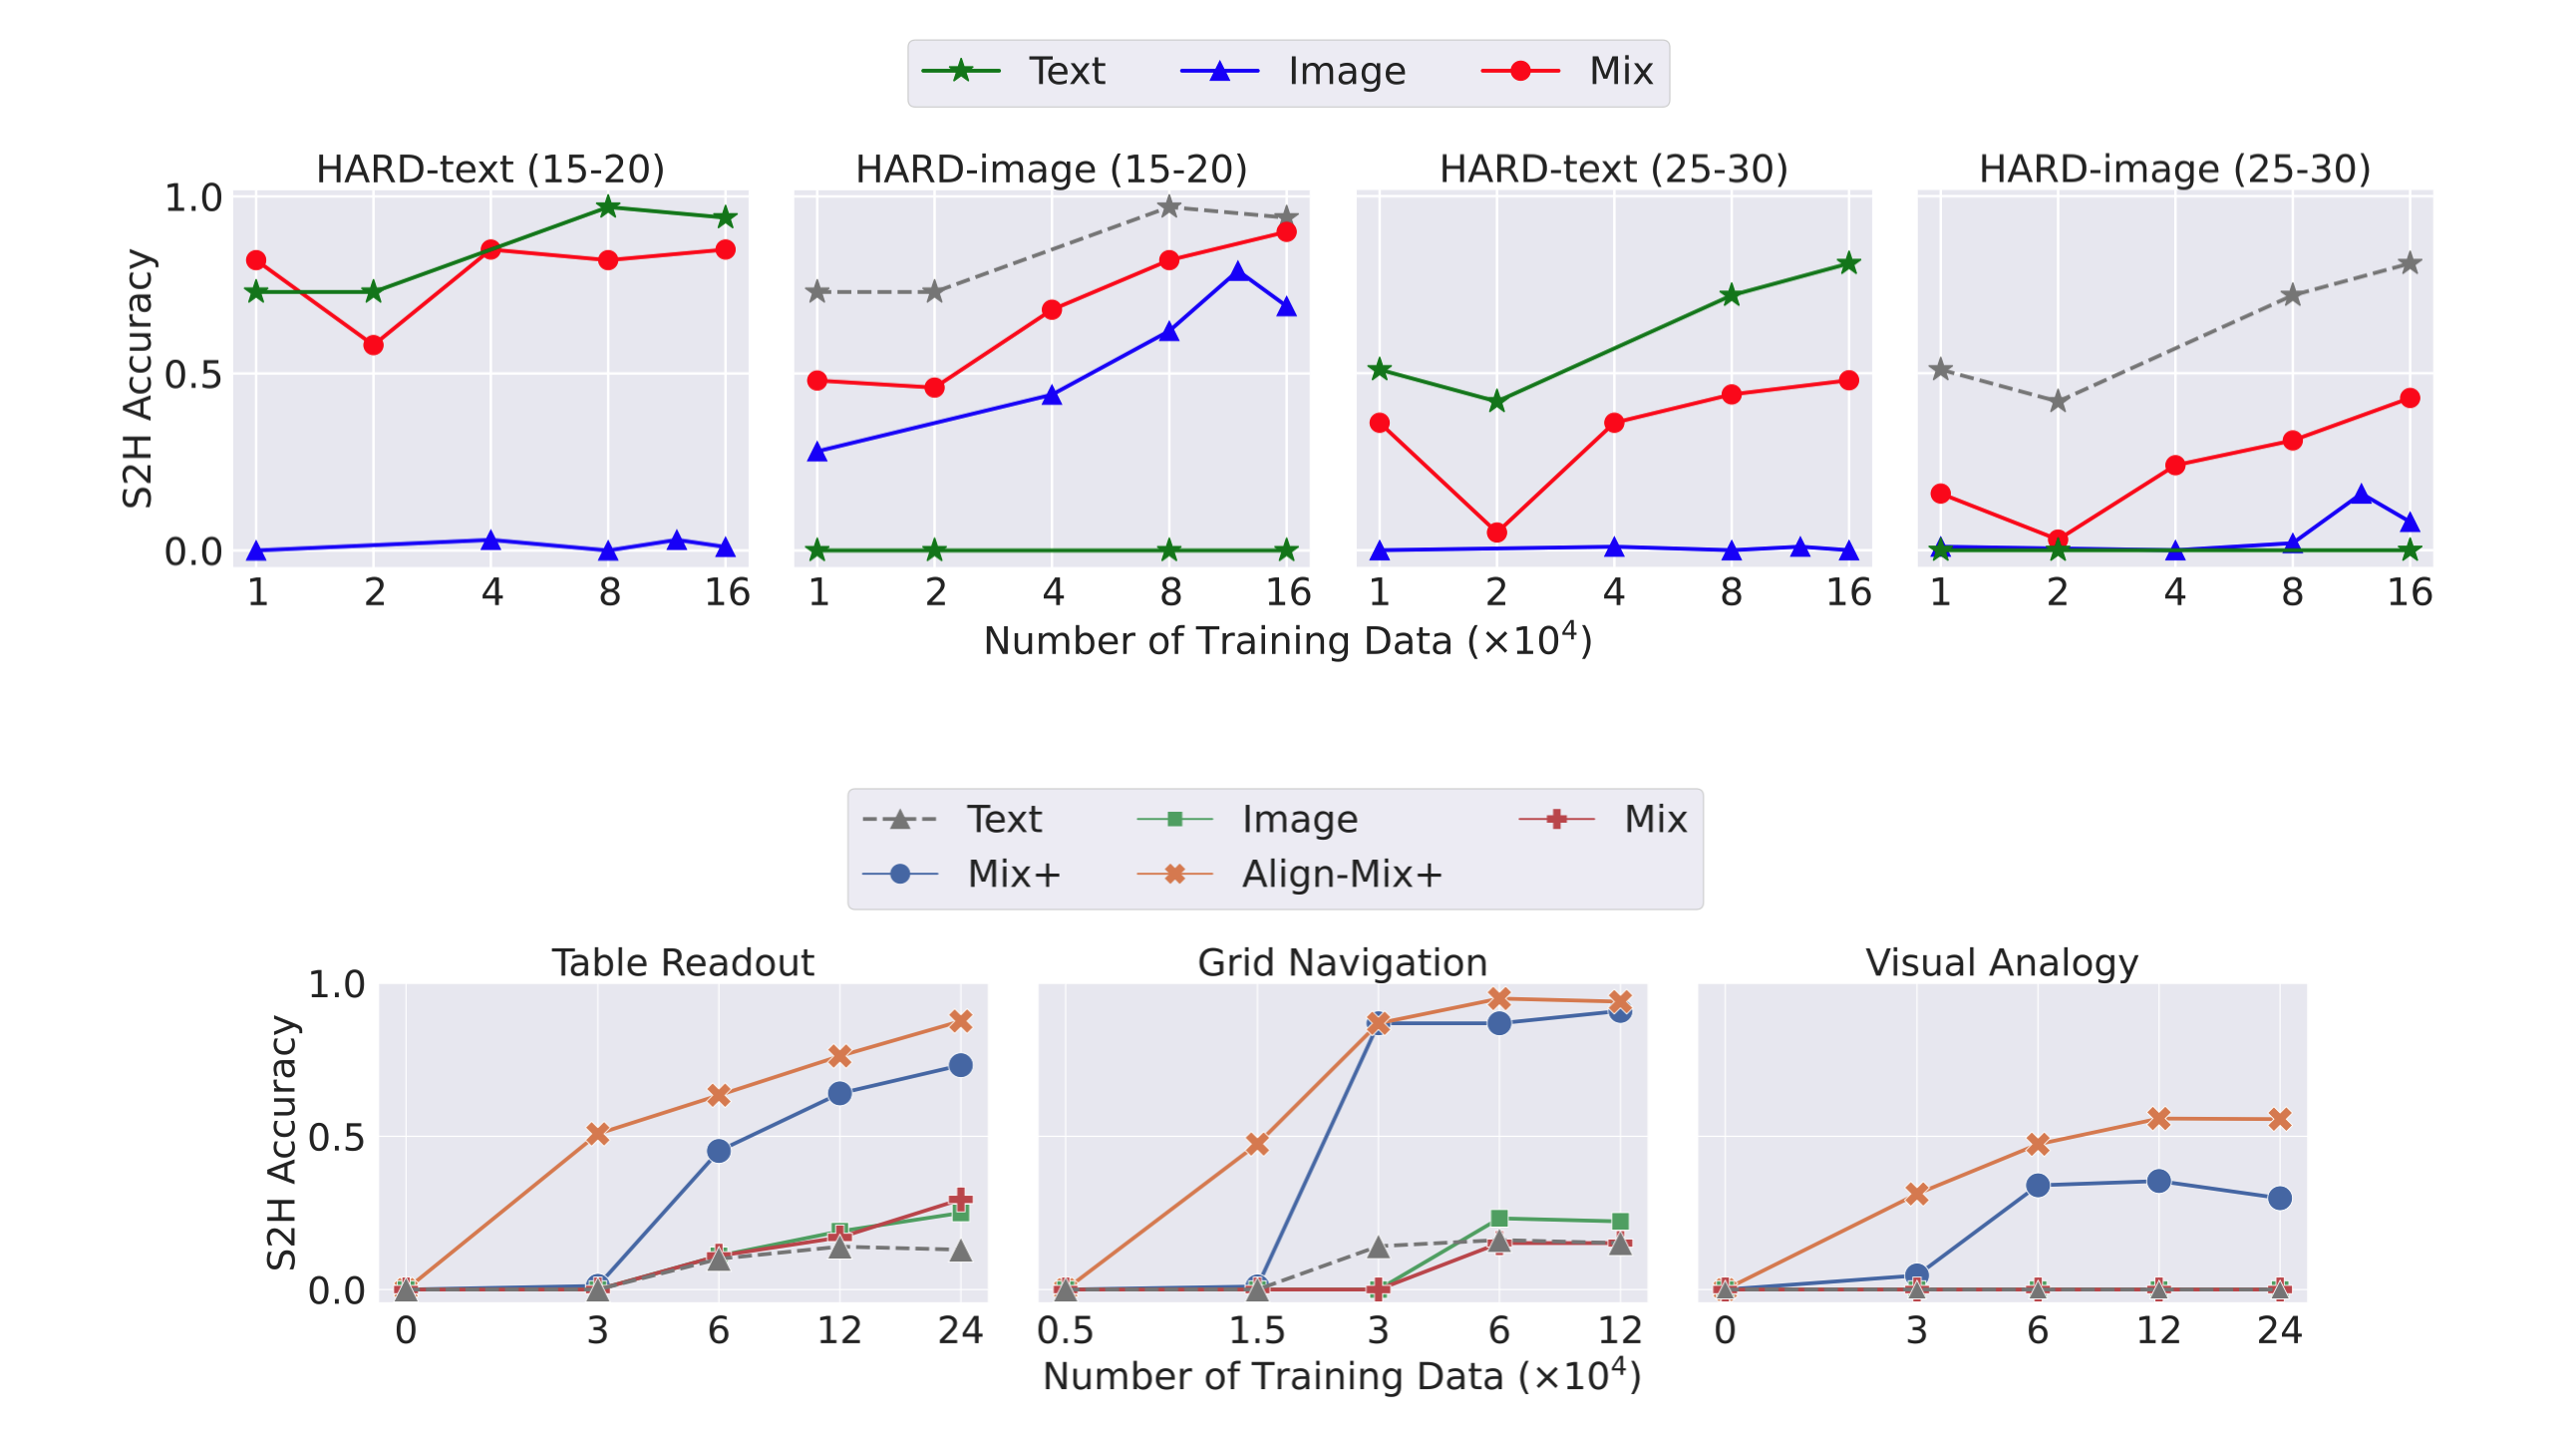 Text Image Mix
HARD-text (15-20) HARD-image (15-20) HARD-text (25-30) HARD-image (25-30)
S2H Accuracy
1.0
0.5
0.0
1 2 4 8 16 1 2 4 8 16 1 2 4 8 16 1 2 4 8 16
Number of Training Data (×10⁴)
Text Image Mix
Mix+ Align-Mix+
Table Readout Grid Navigation Visual Analogy
S2H Accuracy
1.0
0.5
0.0
0 3 6 12 24 0.5 1.5 3 6 12 0 3 6 12 24
Number of Training Data (×10⁴)